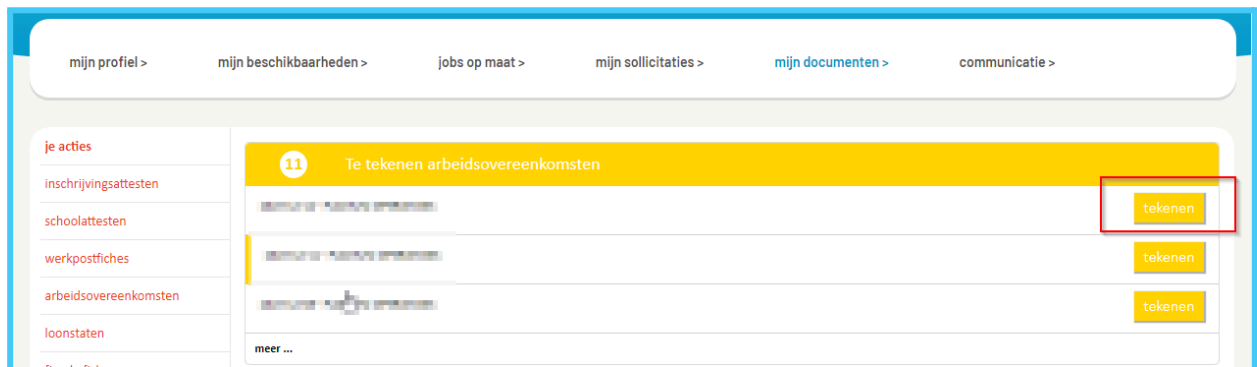 mijn profiel > mijn beschikbaarheden > jobs op maat > mijn sollicitaties > mijn documenten > communicatie >
je acties
inschrijvingsattesten
schoolattesten
werkpostfiches
arbeidsovereenkomsten
loonstaten
11 Te tekenen arbeidsovereenkomsten
tekenen
tekenen
tekenen
meer ...